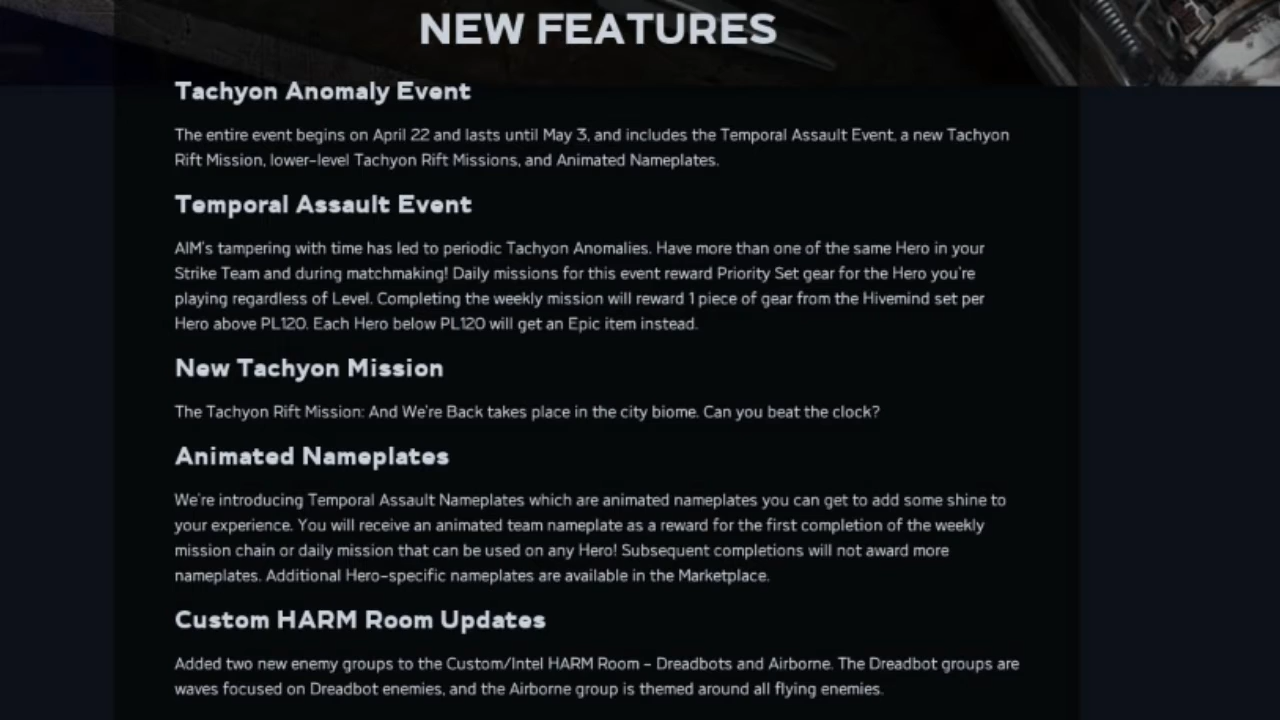 NEW FEATURES
Tachyon Anomaly Event
The entire event begins on April 22 and lasts until May 3, and includes the Temporal Assault Event, a new Tachyon
Rift Mission, lower-level Tachyon Rift Missions, and Animated Nameplates.
Temporal Assault Event
AIM's tampering with time has led to periodic Tachyon Anomalies. Have more than one of the same Hero in your
Strike Team and during matchmaking! Daily missions for this event reward Priority Set gear for the Hero you're
playing regardless of Level. Completing the weekly mission will reward 1 piece of gear from the Hivemind set per
Hero above PL120. Each Hero below PL120 will get an Epic item instead.
New Tachyon Mission
The Tachyon Rift Mission: And We're Back takes place in the city biome. Can you beat the clock?
Animated Nameplates
We're introducing Temporal Assault Nameplates which are animated nameplates you can get to add some shine to
your experience. You will receive an animated team nameplate as a reward for the first completion of the weekly
mission chain or daily mission that can be used on any Hero! Subsequent completions will not award more
nameplates. Additional Hero-specific nameplates are available in the Marketplace.
Custom HARM Room Updates
Added two new enemy groups to the Custom/Intel HARM Room - Dreadbots and Airborne. The Dreadbot groups are
waves focused on Dreadbot enemies, and the Airborne group is themed around all flying enemies.